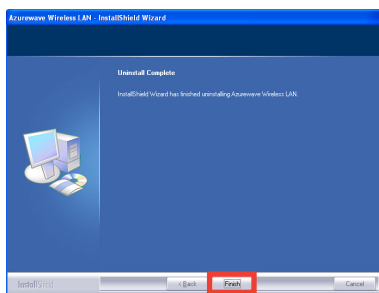 Azurewave Wireless LAN - InstallShield Wizard
Uninstall Complete
InstallShield Wizard has finished uninstalling Azurewave Wireless LAN.
InstallShield
< Back
Finish
Cancel